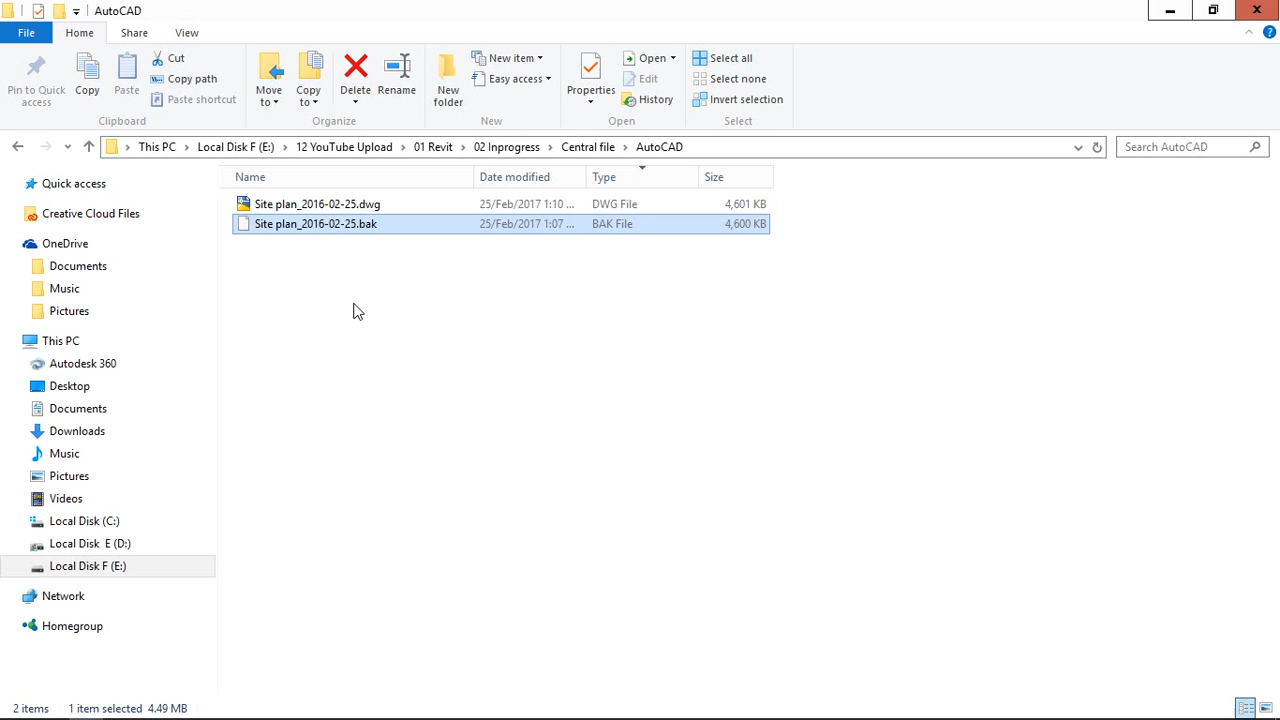 AutoCAD
File Home Share View
Pin to Quick access
Copy
Paste
Cut
Copy path
Paste shortcut
Clipboard
Move to
Copy to
Delete
Rename
Organize
New folder
New item
Easy access
New
Properties
Open
Edit
History
Open
Select all
Select none
Invert selection
Select
This PC Local Disk F (E:) 12 YouTube Upload 01 Revit 02 Inprogress Central file AutoCAD
Search AutoCAD
Name Date modified Type Size
Site plan_2016-02-25.dwg 25/Feb/2017 1:10 ... DWG File 4,601 KB
Site plan_2016-02-25.bak 25/Feb/2017 1:07 ... BAK File 4,600 KB
Quick access
Creative Cloud Files
OneDrive
Documents
Music
Pictures
This PC
Autodesk 360
Desktop
Documents
Downloads
Music
Pictures
Videos
Local Disk (C:)
Local Disk E (D:)
Local Disk F (E:)
Network
Homegroup
2 items 1 item selected 4.49 MB